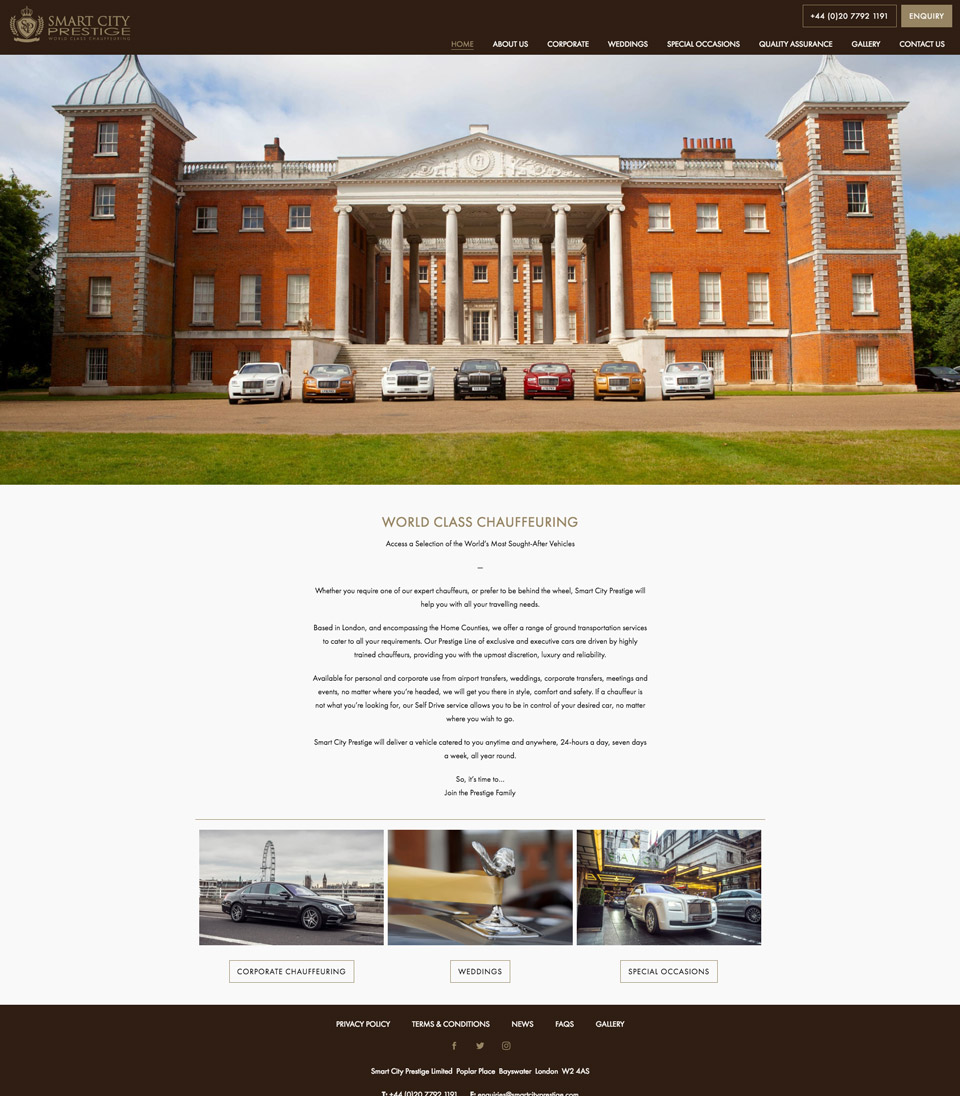 SMART CITY
PRESTIGE
WORLD CLASS CHAUFFEURING
+44 (0)20 7792 1191
ENQUIRY
HOME ABOUT US CORPORATE WEDDINGS SPECIAL OCCASIONS QUALITY ASSURANCE GALLERY CONTACT US
WORLD CLASS CHAUFFEURING
Access a Selection of the World's Most Sought-After Vehicles
—
Whether you require one of our expert chauffeurs, or prefer to be behind the wheel, Smart City Prestige will
help you with all your travelling needs.
Based in London, and encompassing the Home Counties, we offer a range of ground transportation services
to cater to all your requirements. Our Prestige Line of exclusive and executive cars are driven by highly
trained chauffeurs, providing you with the upmost discretion, luxury and reliability.
Available for personal and corporate use from airport transfers, weddings, corporate transfers, meetings and
events, no matter where you're headed, we will get you there in style, comfort and safety. If a chauffeur is
not what you're looking for, our Self Drive service allows you to be in control of your desired car, no matter
where you wish to go.
Smart City Prestige will deliver a vehicle catered to you anytime and anywhere, 24-hours a day, seven days
a week, all year round.
So, it's time to...
Join the Prestige Family
CORPORATE CHAUFFEURING
WEDDINGS
SPECIAL OCCASIONS
PRIVACY POLICY TERMS & CONDITIONS NEWS FAQS GALLERY
Smart City Prestige Limited Poplar Place Bayswater London W2 4AS
T: +44 (0)20 7792 1191 E: enquiries@smartcityprestige.com